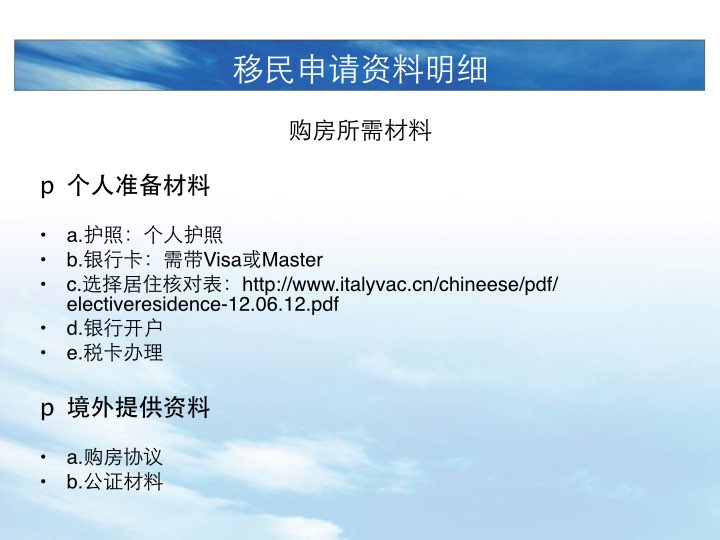 移民申请资料明细
购房所需材料
p 个人准备材料
• a.护照：个人护照
• b.银行卡：需带Visa或Master
• c.选择居住核对表：http://www.italyvac.cn/chineese/pdf/
electiveresidence-12.06.12.pdf
• d.银行开户
• e.税卡办理
p 境外提供资料
• a.购房协议
• b.公证材料